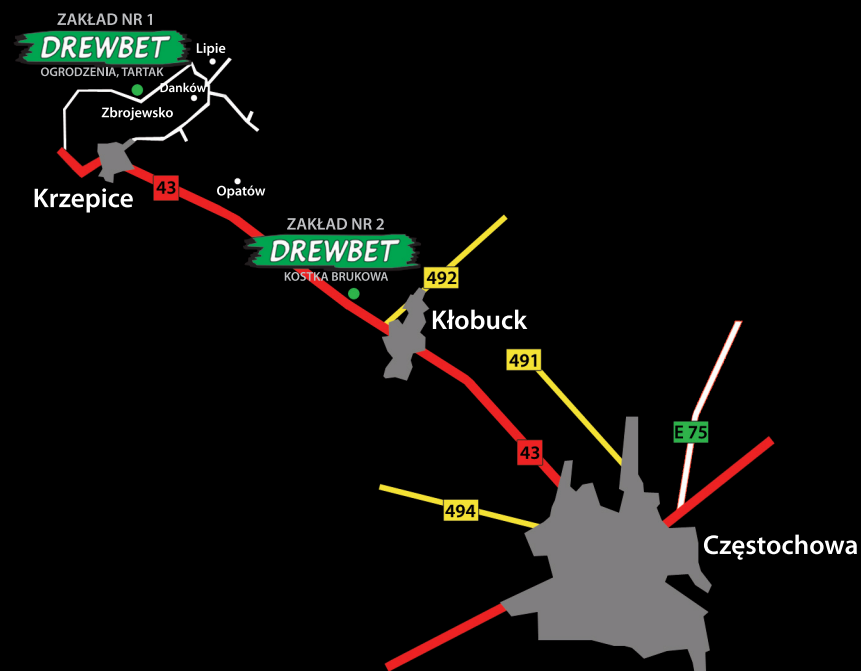 ZAKŁAD NR 1
DREWBET
OGRODZENIA, TARTAK
Lipie
Danków
Zbrojewsko
Krzepice
43
Opatów
ZAKŁAD NR 2
DREWBET
KOSTKA BRUKOWA
492
Kłobuck
491
E 75
43
494
Częstochowa